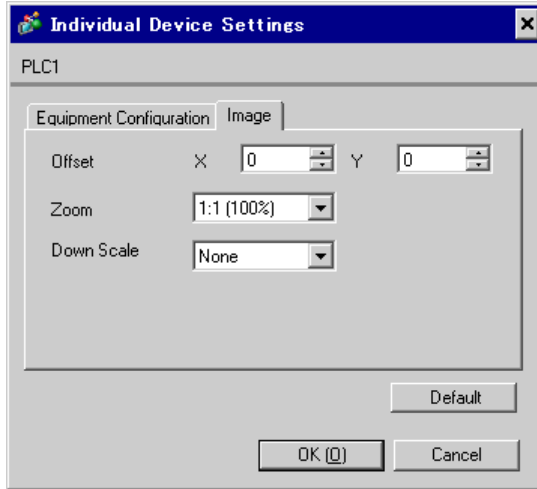 Individual Device Settings
PLC1
Equipment Configuration Image
Offset X 0 Y 0
Zoom 1:1 (100%)
Down Scale None
Default
OK (O) Cancel